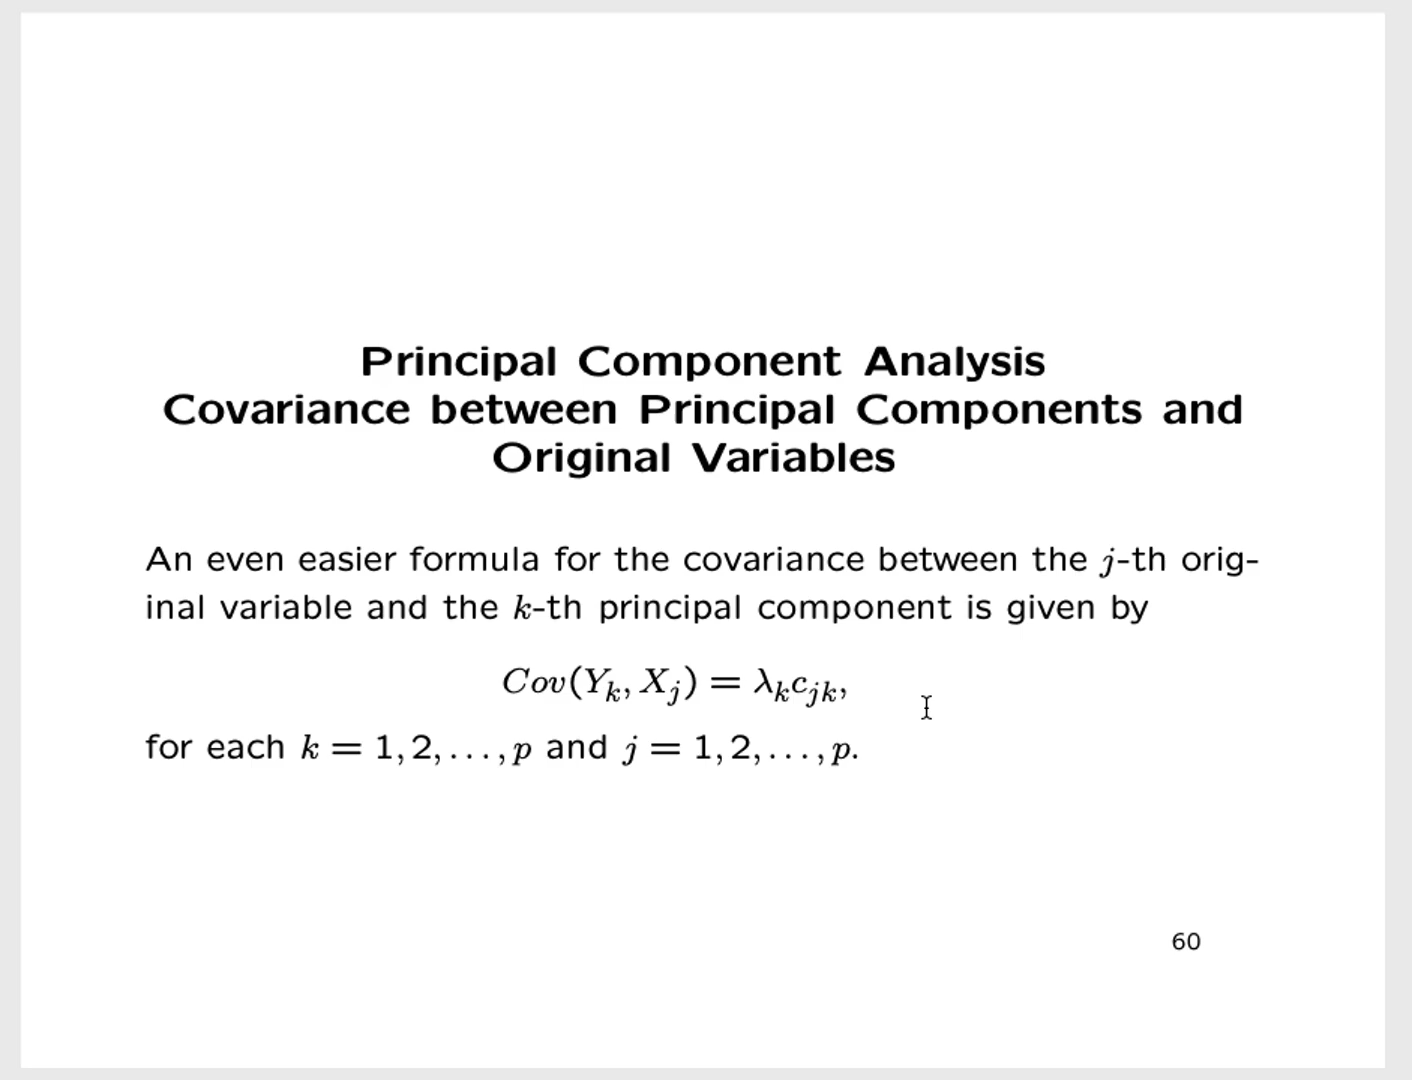 Principal Component Analysis
Covariance between Principal Components and
Original Variables
An even easier formula for the covariance between the j-th orig-
inal variable and the k-th principal component is given by
Cov(Y_k, X_j) = λ_k c_{jk},
for each k = 1, 2, . . . , p and j = 1, 2, . . . , p.
60